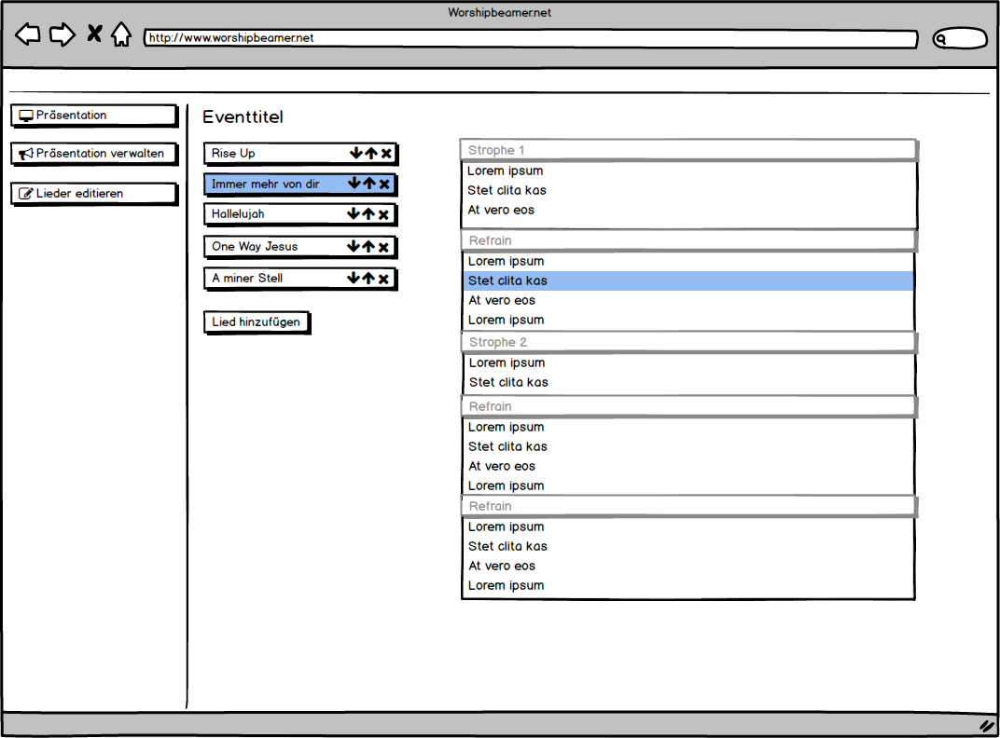 Worshipbeamer.net
http://www.worshipbeamer.net
Präsentation
Präsentation verwalten
Lieder editieren
Eventtitel
Rise Up
Immer mehr von dir
Hallelujah
One Way Jesus
A miner Stell
Lied hinzufügen
Strophe 1
Lorem ipsum
Stet clita kas
At vero eos
Refrain
Lorem ipsum
Stet clita kas
At vero eos
Lorem ipsum
Strophe 2
Lorem ipsum
Stet clita kas
Refrain
Lorem ipsum
Stet clita kas
At vero eos
Lorem ipsum
Refrain
Lorem ipsum
Stet clita kas
At vero eos
Lorem ipsum